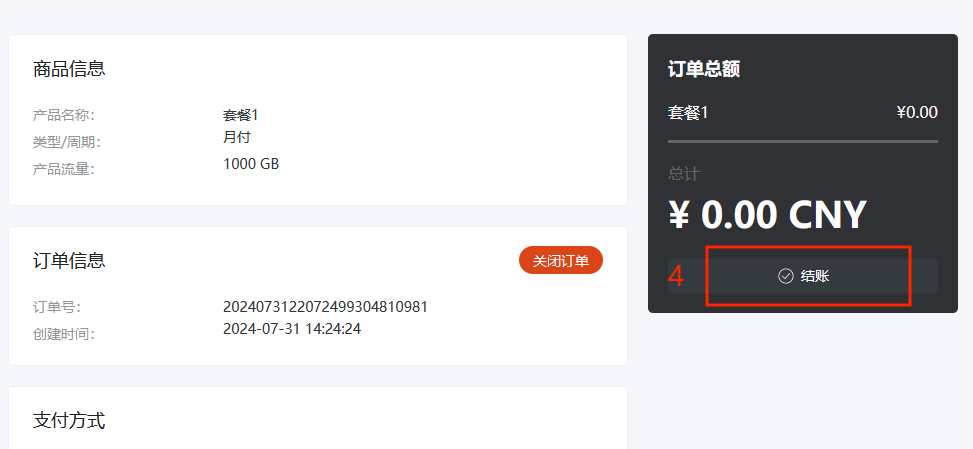 商品信息
产品名称： 套餐1
类型/周期： 月付
产品流量： 1000 GB
订单信息 关闭订单
订单号： 2024073122072499304810981
创建时间： 2024-07-31 14:24:24
支付方式
订单总额
套餐1 ¥0.00
总计
¥ 0.00 CNY
4 结账